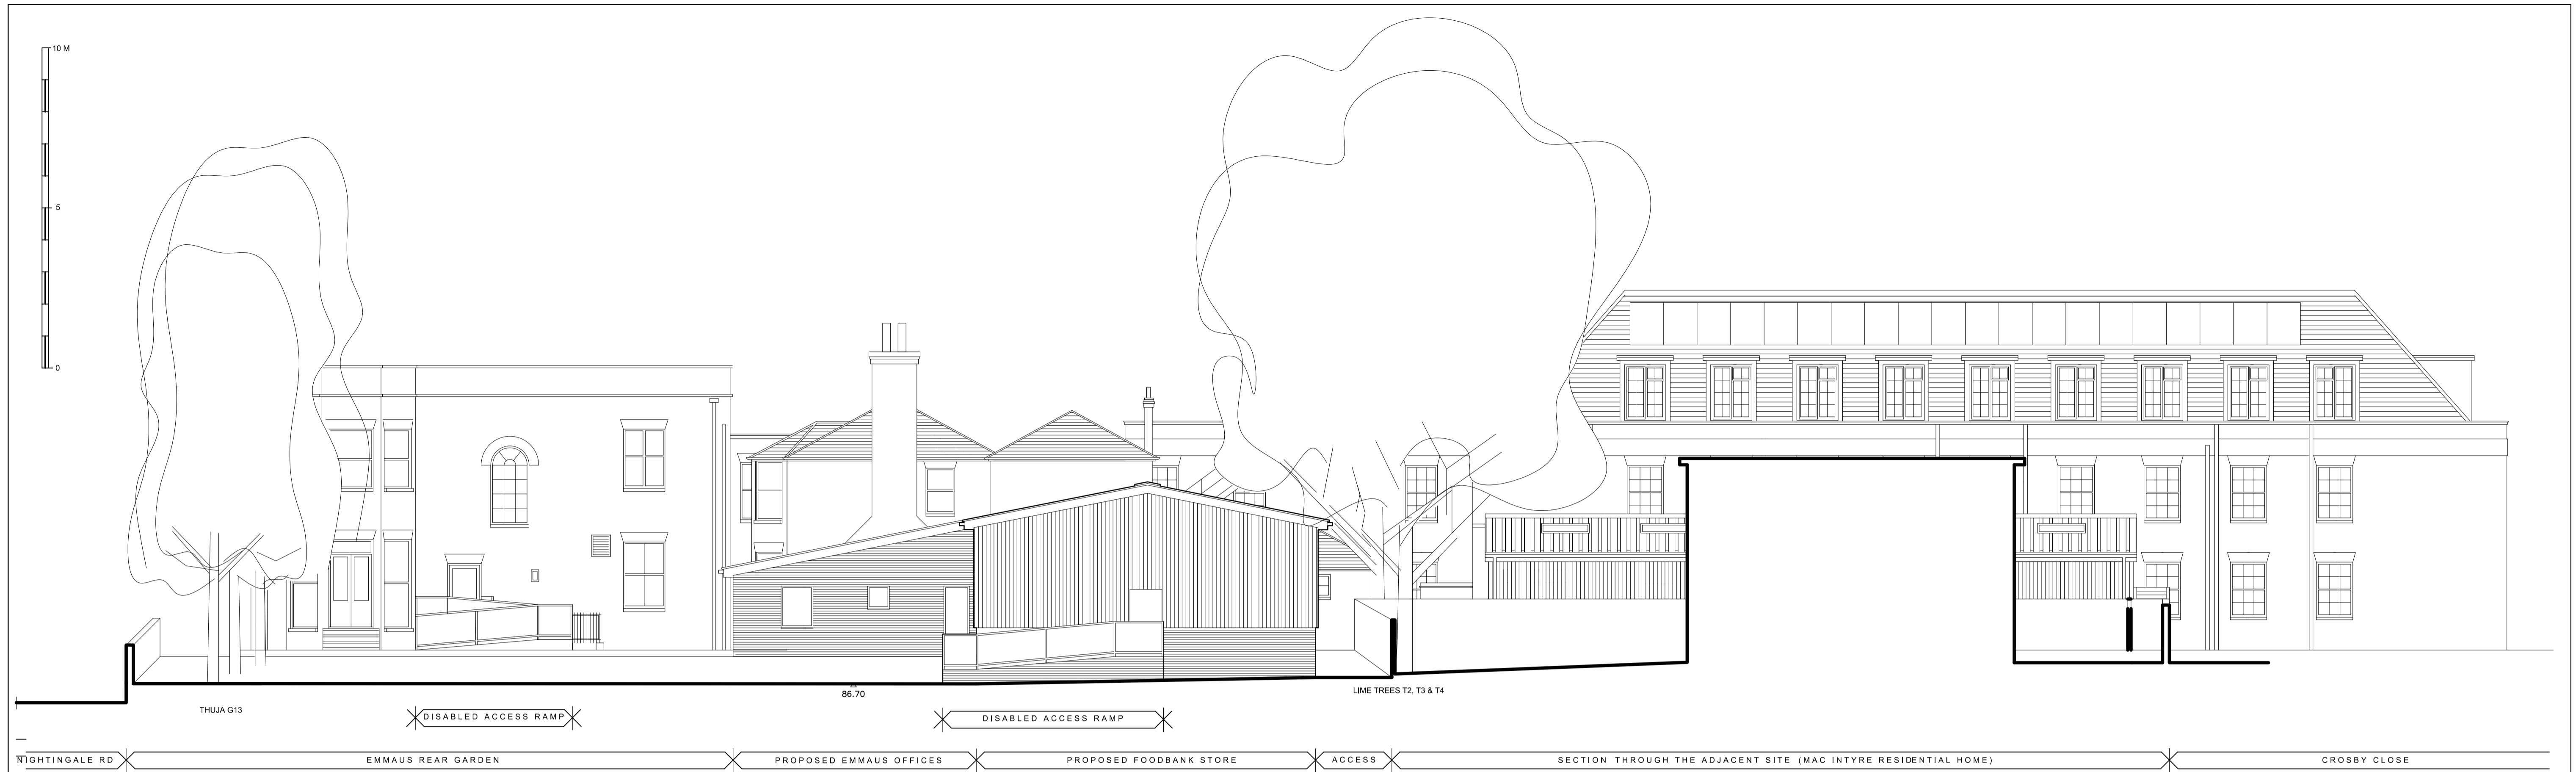 10 M
5
0
86.70
LIME TREES T2, T3 & T4
THUJA G13
DISABLED ACCESS RAMP
DISABLED ACCESS RAMP
NIGHTINGALE RD
EMMAUS REAR GARDEN
PROPOSED EMMAUS OFFICES
PROPOSED FOODBANK STORE
ACCESS
SECTION THROUGH THE ADJACENT SITE (MAC INTYRE RESIDENTIAL HOME)
CROSBY CLOSE